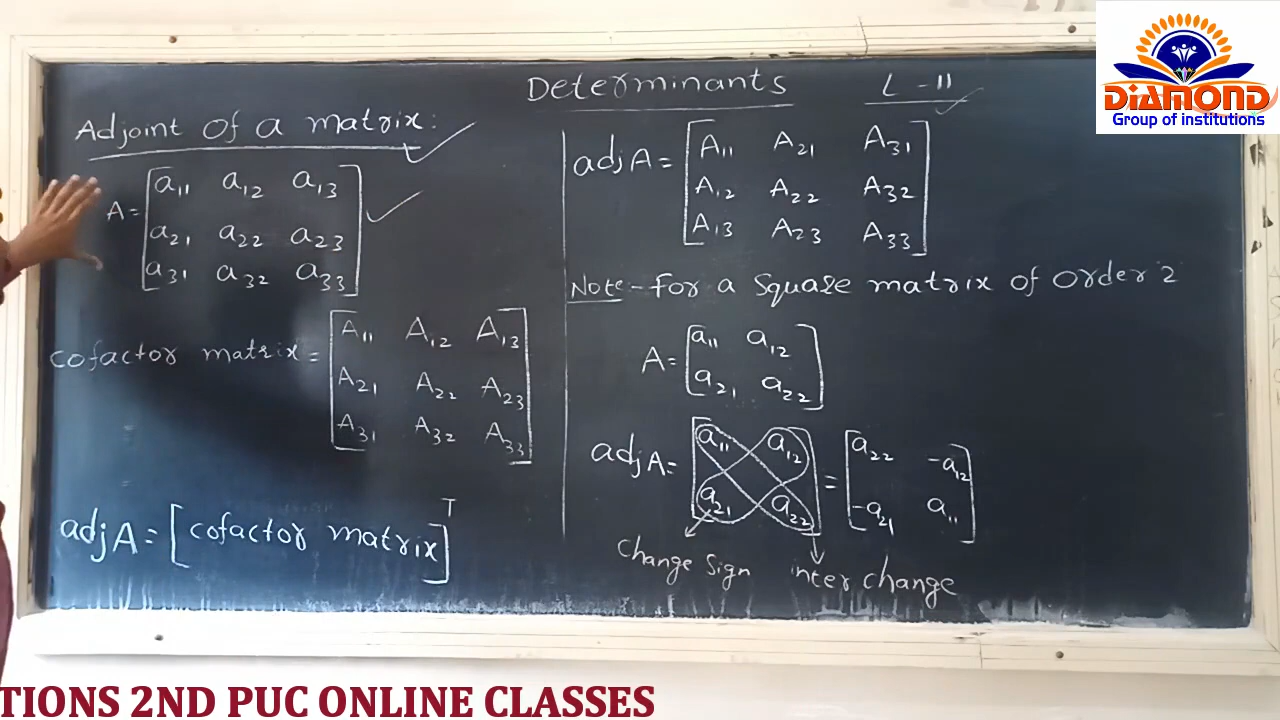 Determinants L-11
Adjoint Of a matrix:
A = [a₁₁ a₁₂ a₁₃
a₂₁ a₂₂ a₂₃
a₃₁ a₃₂ a₃₃]
cofactor matrix = [A₁₁ A₁₂ A₁₃
A₂₁ A₂₂ A₂₃
A₃₁ A₃₂ A₃₃]
adj A = [cofactor matrix]ᵀ
adj A = [A₁₁ A₂₁ A₃₁
A₁₂ A₂₂ A₃₂
A₁₃ A₂₃ A₃₃]
Note - For a Square matrix of Order 2
A = [a₁₁ a₁₂
a₂₁ a₂₂]
adj A = [a₁₁ a₁₂ = [a₂₂ -a₁₂
a₂₁ a₂₂] -a₂₁ a₁₁]
change Sign inter change
DIAMOND
Group of institutions
TIONS 2ND PUC ONLINE CLASSES